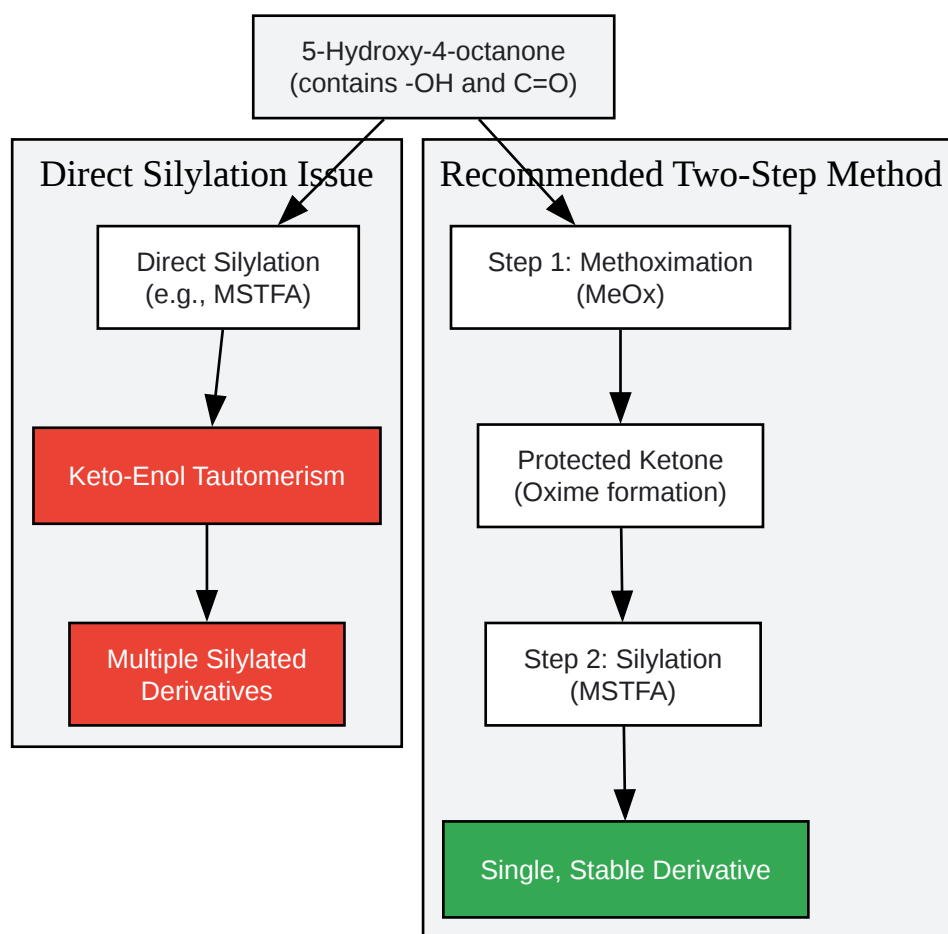 5-Hydroxy-4-octanone
(contains -OH and C=O)
Direct Silylation Issue
Direct Silylation
(e.g., MSTFA)
Keto-Enol Tautomerism
Multiple Silylated
Derivatives
Recommended Two-Step Method
Step 1: Methoximation
(MeOx)
Protected Ketone
(Oxime formation)
Step 2: Silylation
(MSTFA)
Single, Stable Derivative